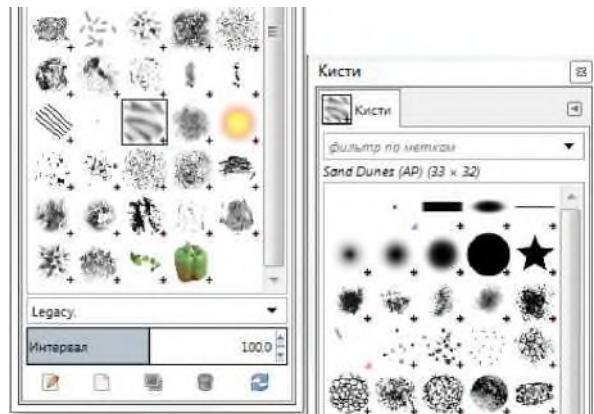 Legacy.
Интервал 100,0
Кисти
Кисти
фильтр по меткам
Sand Dunes (AP) (33 × 32)